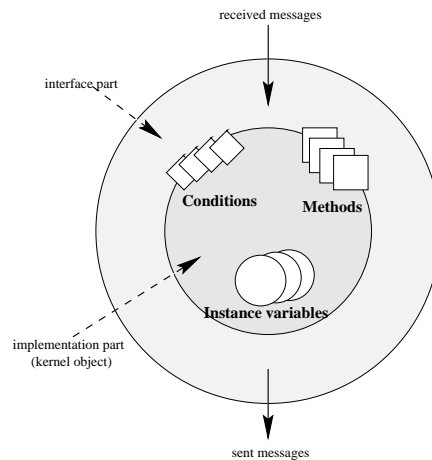 received messages
interface part
Conditions
Methods
Instance variables
implementation part
(kernel object)
sent messages